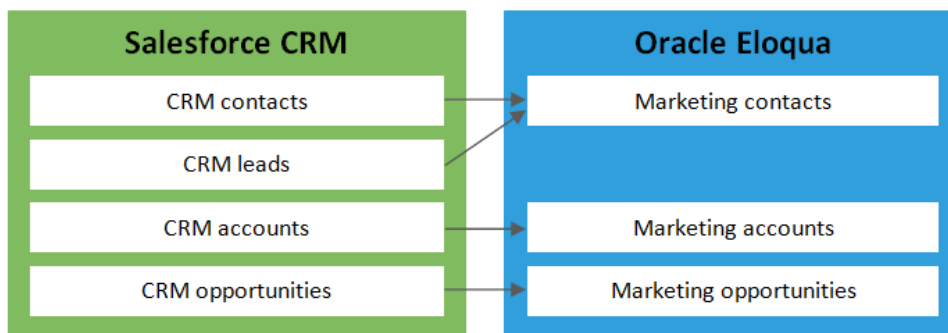 Salesforce CRM
CRM contacts
CRM leads
CRM accounts
CRM opportunities
Oracle Eloqua
Marketing contacts
Marketing accounts
Marketing opportunities